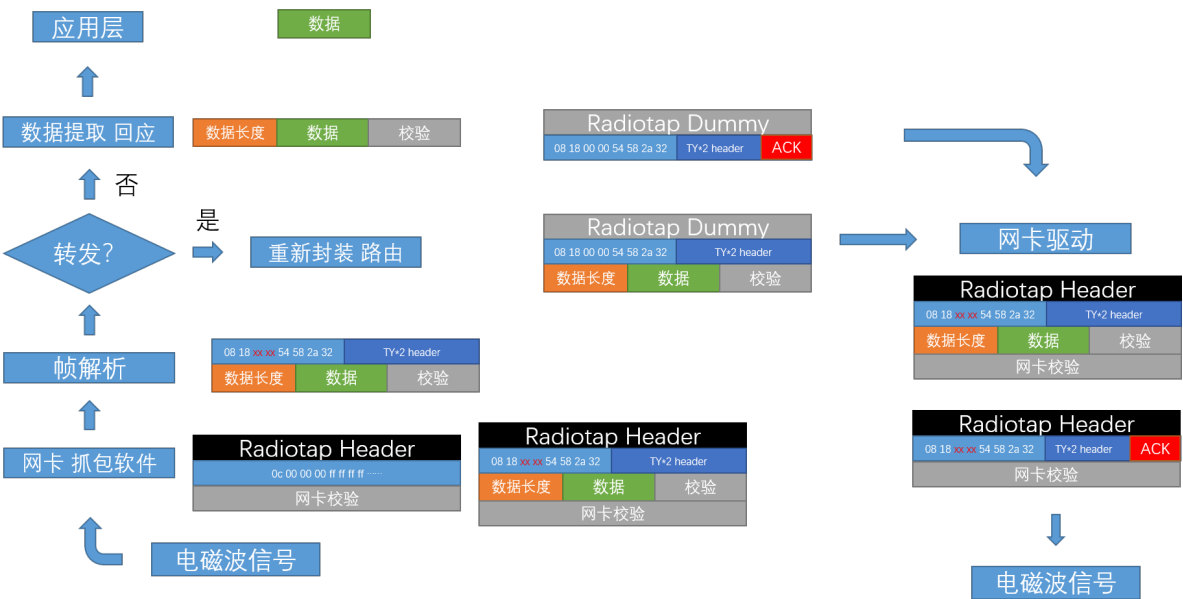 应用层
数据
数据提取 回应
数据长度 数据 校验
否
转发?
是
重新封装 路由
帧解析
08 18 xx xx 54 58 2a 32 TY*2 header
数据长度 数据 校验
网卡 抓包软件
Radiotap Header
0c 00 00 00 ff ff ff ff ······
网卡校验
Radiotap Header
08 18 xx xx 54 58 2a 32 TY*2 header
数据长度 数据 校验
网卡校验
电磁波信号
Radiotap Dummy
08 18 00 00 54 58 2a 32 TY*2 header ACK
Radiotap Dummy
08 18 00 00 54 58 2a 32 TY*2 header
数据长度 数据 校验
网卡驱动
Radiotap Header
08 18 xx xx 54 58 2a 32 TY*2 header
数据长度 数据 校验
网卡校验
Radiotap Header
08 18 xx xx 54 58 2a 32 TY*2 header ACK
网卡校验
电磁波信号